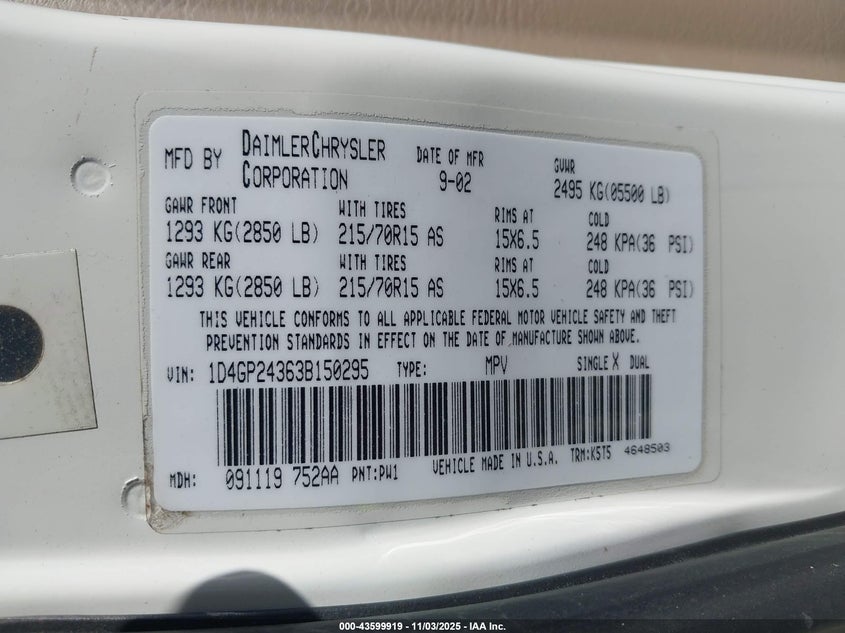 MFD BY DAIMLERCHRYSLER CORPORATION DATE OF MFR 9-02 GVWR 2495 KG(05500 LB)
GAWR FRONT WITH TIRES RIMS AT COLD
1293 KG(2850 LB) 215/70R15 AS 15X6.5 248 KPA(36 PSI)
GAWR REAR WITH TIRES RIMS AT COLD
1293 KG(2850 LB) 215/70R15 AS 15X6.5 248 KPA(36 PSI)
THIS VEHICLE CONFORMS TO ALL APPLICABLE FEDERAL MOTOR VEHICLE SAFETY AND THEFT
PREVENTION STANDARDS IN EFFECT ON THE DATE OF MANUFACTURE SHOWN ABOVE.
VIN: 1D4GP24363B150295 TYPE: MPV SINGLE X DUAL
MDH: 091119 752AA PNT:PW1 VEHICLE MADE IN U.S.A. TRM:K5T5 4648503
000-43599919 - 11/03/2025 - IAA Inc.